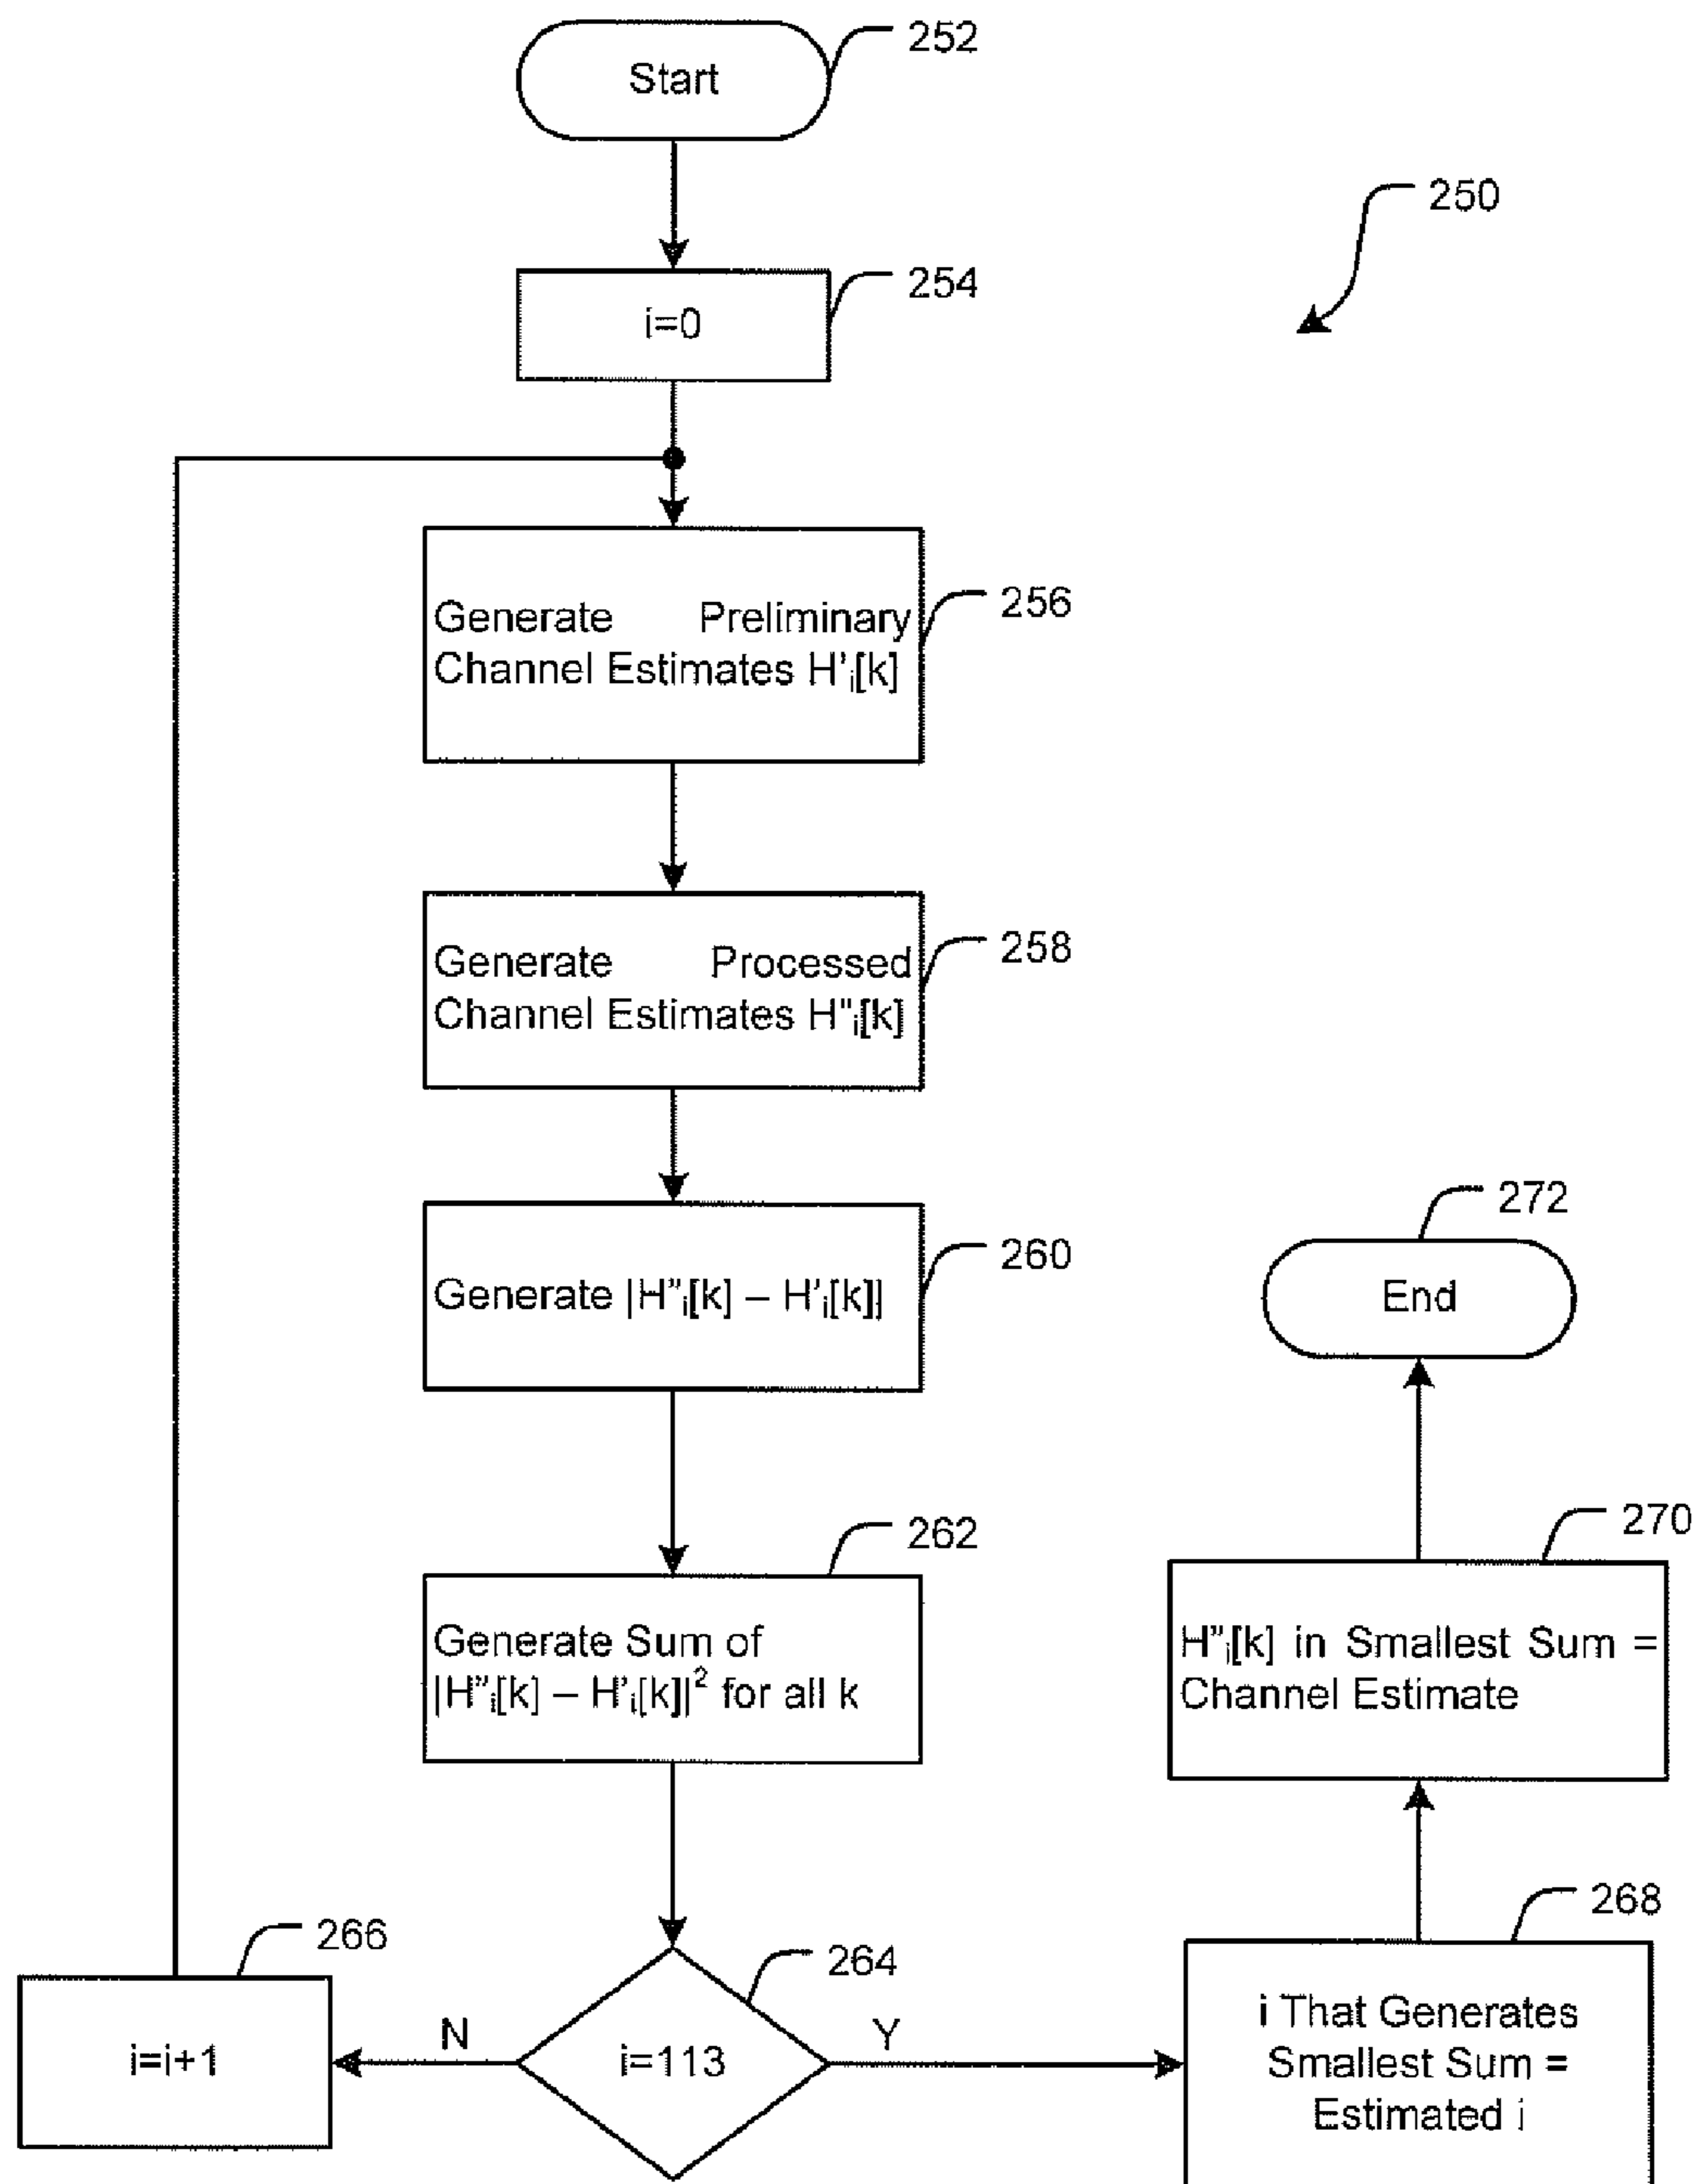 252
Start
250
254
i=0
256
Generate Preliminary
Channel Estimates H'i[k]
258
Generate Processed
Channel Estimates H"i[k]
260
Generate |H"i[k] – H'i[k]|
272
End
262
Generate Sum of
|H"i[k] – H'i[k]|² for all k
270
H"i[k] in Smallest Sum =
Channel Estimate
266
i=i+1
N
264
i=113
Y
268
i That Generates
Smallest Sum =
Estimated i